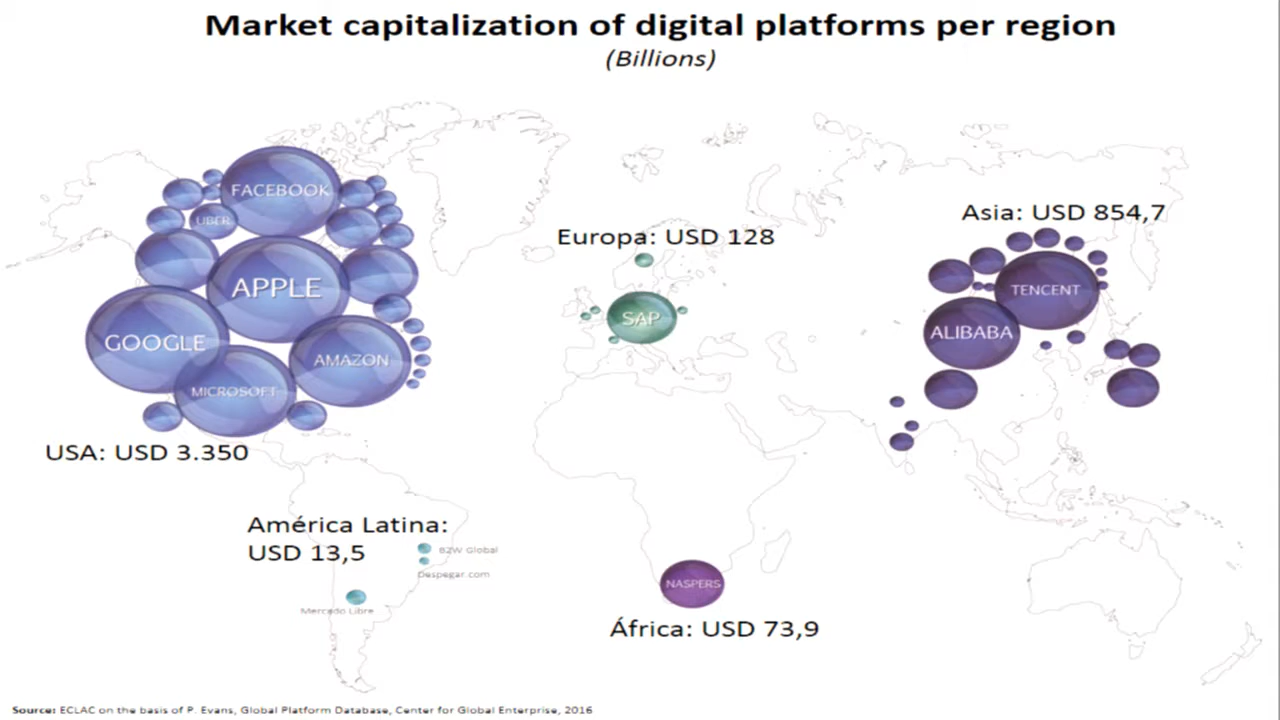 Market capitalization of digital platforms per region
(Billions)
FACEBOOK
UBER
APPLE
GOOGLE
AMAZON
MICROSOFT
USA: USD 3.350
Europa: USD 128
SAP
Asia: USD 854,7
TENCENT
ALIBABA
América Latina:
USD 13,5
B2W Global
Despegar.com
Mercado Libre
NASPERS
África: USD 73,9
Source: ECLAC on the basis of P. Evans, Global Platform Database, Center for Global Enterprise, 2016